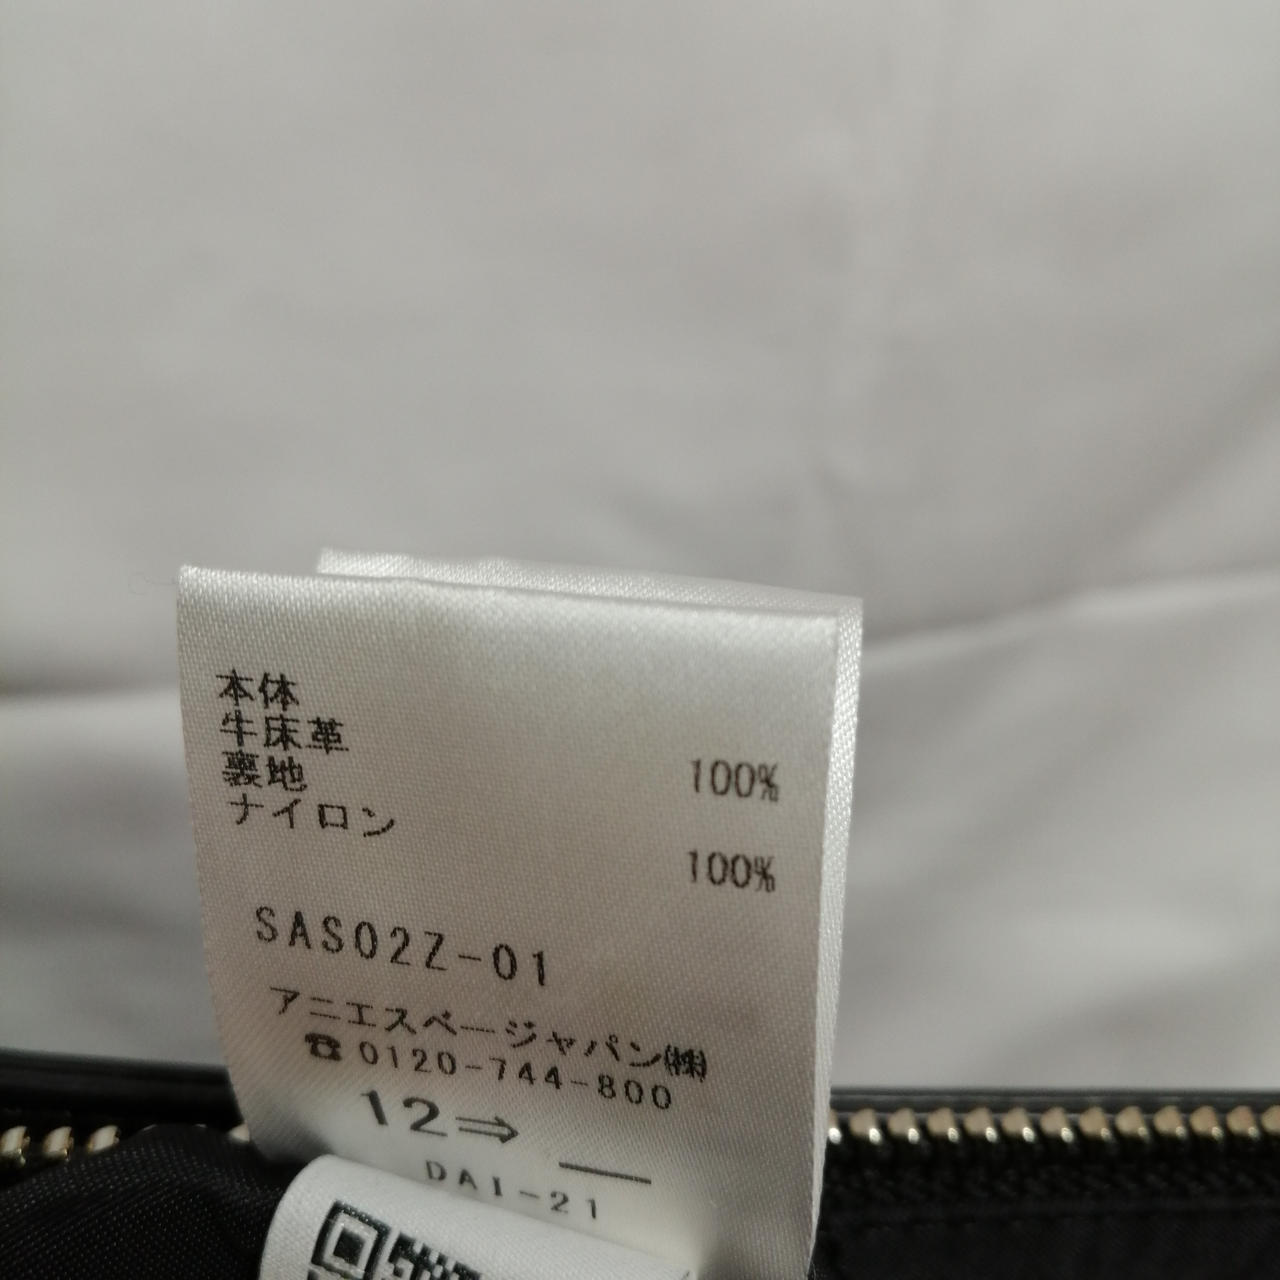 本体
牛床革
100%
裏地
ナイロン
100%
SAS02Z-01
アニエスベージャパン㈱
☎0120-744-800
12⇒
DAI-21